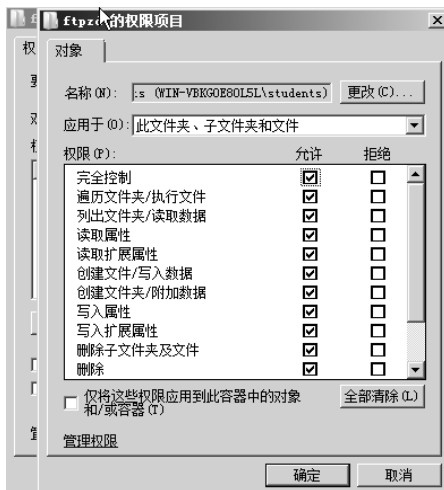 ftpz的权限项目
对象
名称(N): :s (WIN-VBKGOE8OL5L\students) 更改(C)...
应用于(O): 此文件夹、子文件夹和文件
权限(P): 允许 拒绝
完全控制
遍历文件夹/执行文件
列出文件夹/读取数据
读取属性
读取扩展属性
创建文件/写入数据
创建文件夹/附加数据
写入属性
写入扩展属性
删除子文件夹及文件
删除
仅将这些权限应用到此容器中的对象
和/或容器(T)
全部清除(L)
管理权限
确定 取消